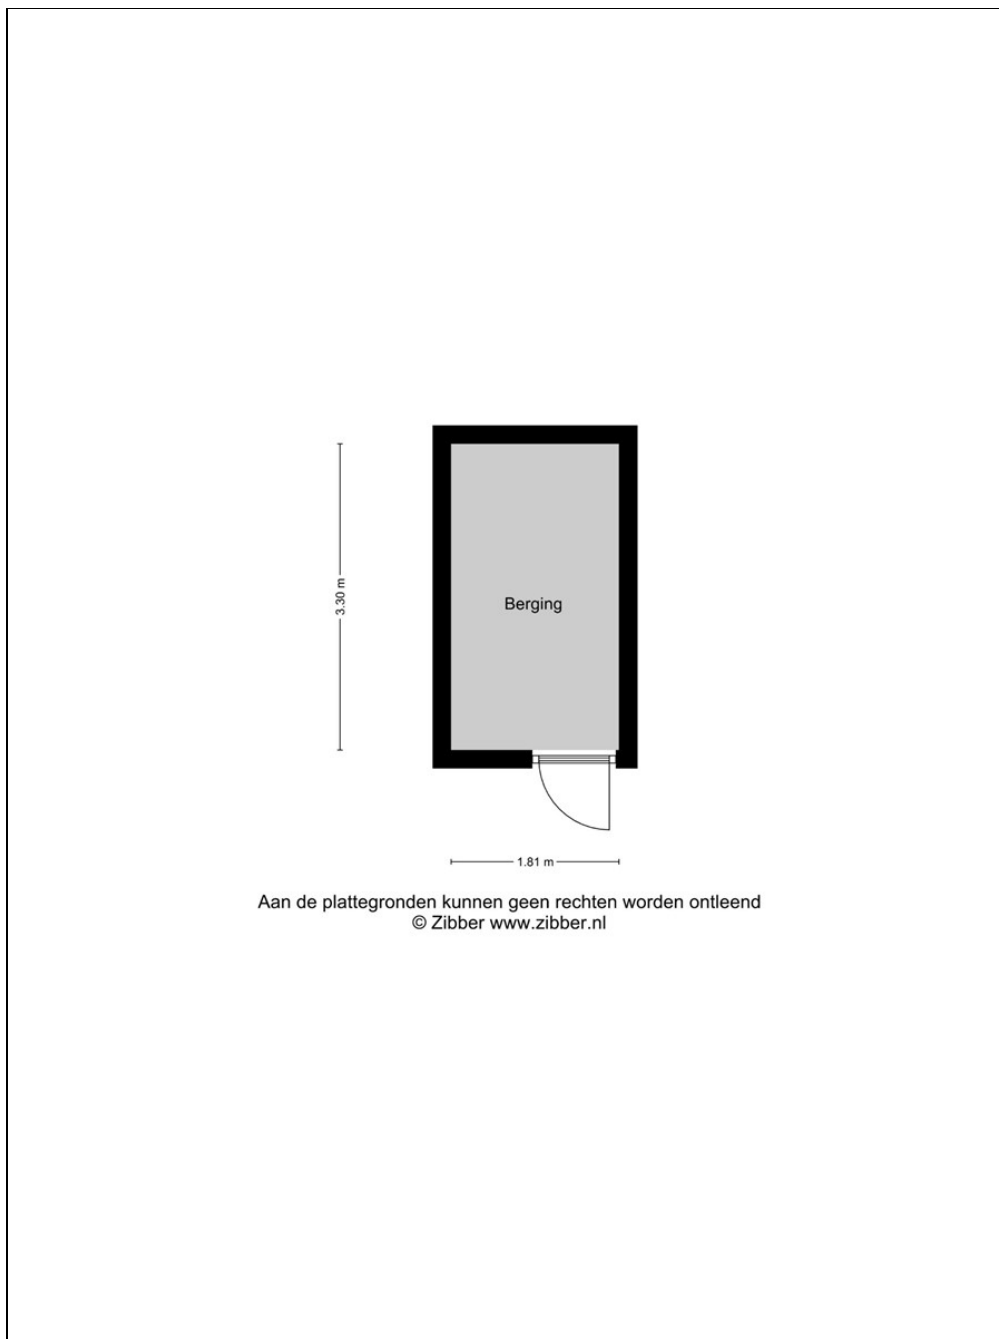 Berging
3.30 m
1.81 m
Aan de plattegronden kunnen geen rechten worden ontleend
© Zibber www.zibber.nl